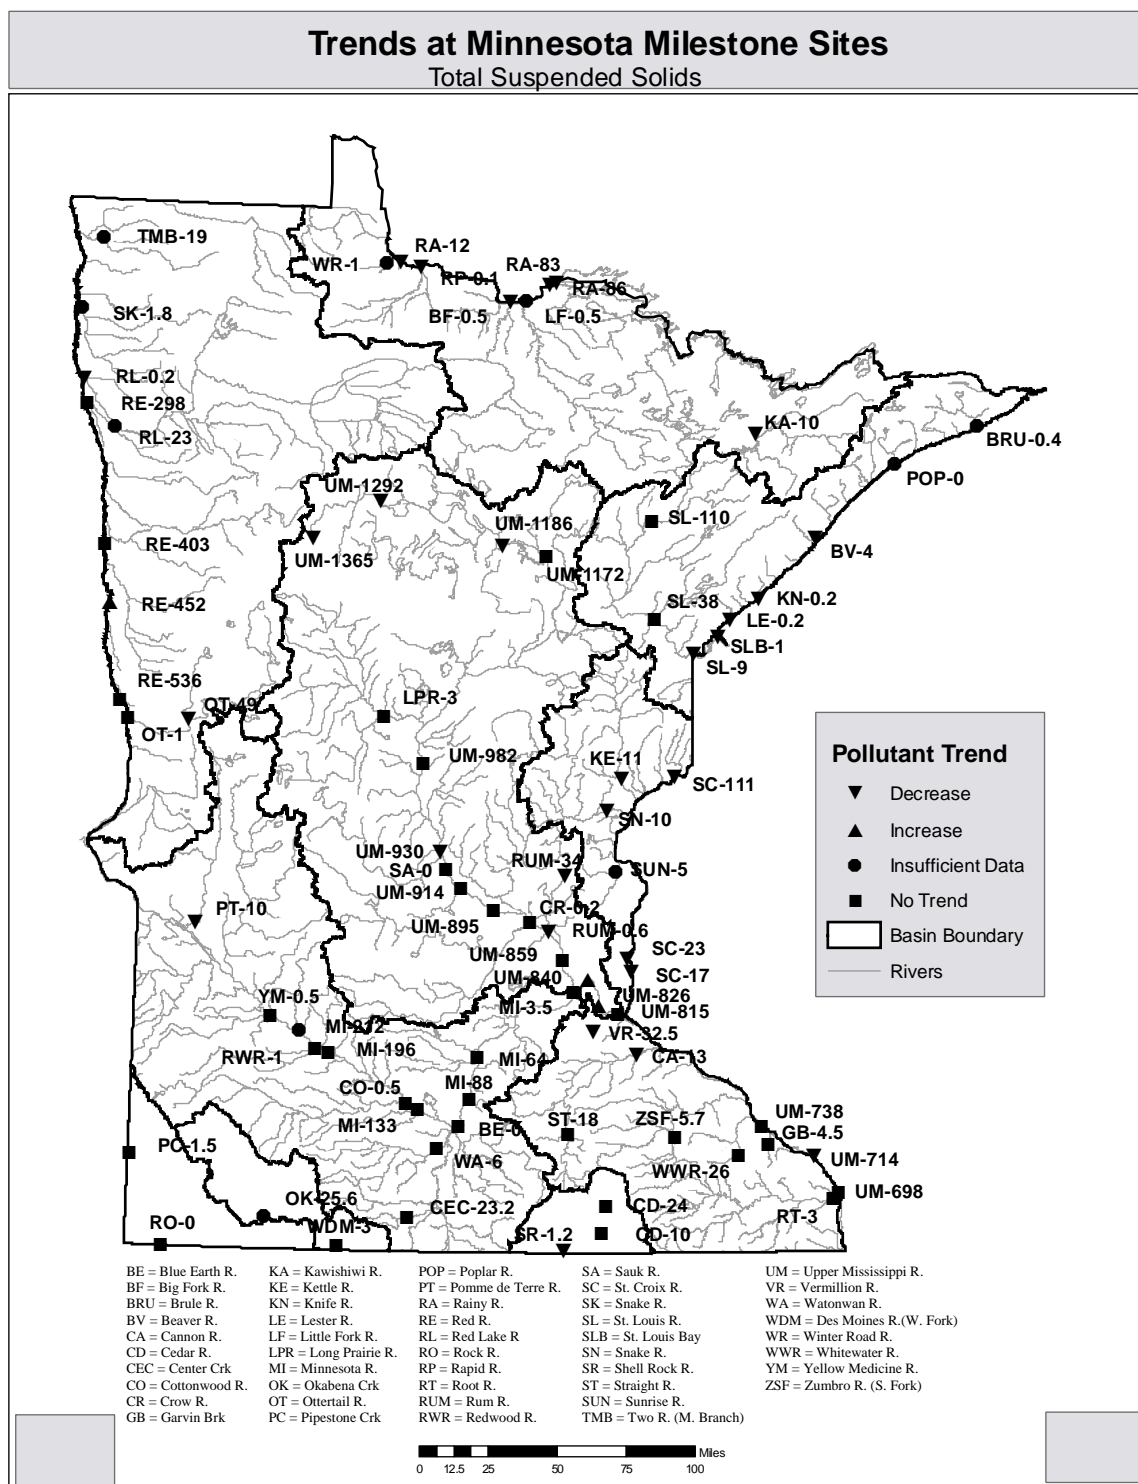 Trends at Minnesota Milestone Sites
Total Suspended Solids
TMB-19
RA-12
WR-1
RA-83
RP-0.1
RA-86
SK-1.8
BF-0.5
LF-0.5
RL-0.2
RE-298
RL-23
KA-10
BRU-0.4
POP-0
UM-1292
SL-110
UM-1186
RE-403
BV-4
UM-1365
UM-1172
RE-452
SL-38
KN-0.2
LE-0.2
SLB-1
SL-9
RE-536
OT-49
LPR-3
OT-1
UM-982
KE-11
SC-111
SN-10
UM-930
RUM-34
SA-0
SUN-5
UM-914
PT-10
CR-0.2
UM-895
RUM-0.6
SC-23
UM-859
SC-17
UM-840
YM-0.5
UM-826
MI-3.5
UM-815
MI-212
VR-32.5
RWR-1
MI-196
MI-64
CA-13
CO-0.5
MI-88
MI-133
BE-0
ST-18
ZSF-5.7
UM-738
GB-4.5
PC-1.5
WA-6
WWR-26
UM-714
UM-698
OK-25.6
CEC-23.2
CD-24
RT-3
RO-0
WDM-3
SR-1.2
CD-10
Pollutant Trend
Decrease
Increase
Insufficient Data
No Trend
Basin Boundary
Rivers
BE = Blue Earth R.
BF = Big Fork R.
BRU = Brule R.
BV = Beaver R.
CA = Cannon R.
CD = Cedar R.
CEC = Center Crk
CO = Cottonwood R.
CR = Crow R.
GB = Garvin Brk
KA = Kawishiwi R.
KE = Kettle R.
KN = Knife R.
LE = Lester R.
LF = Little Fork R.
LPR = Long Prairie R.
MI = Minnesota R.
OK = Okabena Crk
OT = Ottertail R.
PC = Pipestone Crk
POP = Poplar R.
PT = Pomme de Terre R.
RA = Rainy R.
RE = Red R.
RL = Red Lake R
RO = Rock R.
RP = Rapid R.
RT = Root R.
RUM = Rum R.
RWR = Redwood R.
SA = Sauk R.
SC = St. Croix R.
SK = Snake R.
SL = St. Louis R.
SLB = St. Louis Bay
SN = Snake R.
SR = Shell Rock R.
ST = Straight R.
SUN = Sunrise R.
TMB = Two R. (M. Branch)
UM = Upper Mississippi R.
VR = Vermillion R.
WA = Watonwan R.
WDM = Des Moines R.(W. Fork)
WR = Winter Road R.
WWR = Whitewater R.
YM = Yellow Medicine R.
ZSF = Zumbro R. (S. Fork)
Miles
0 12.5 25 50 75 100